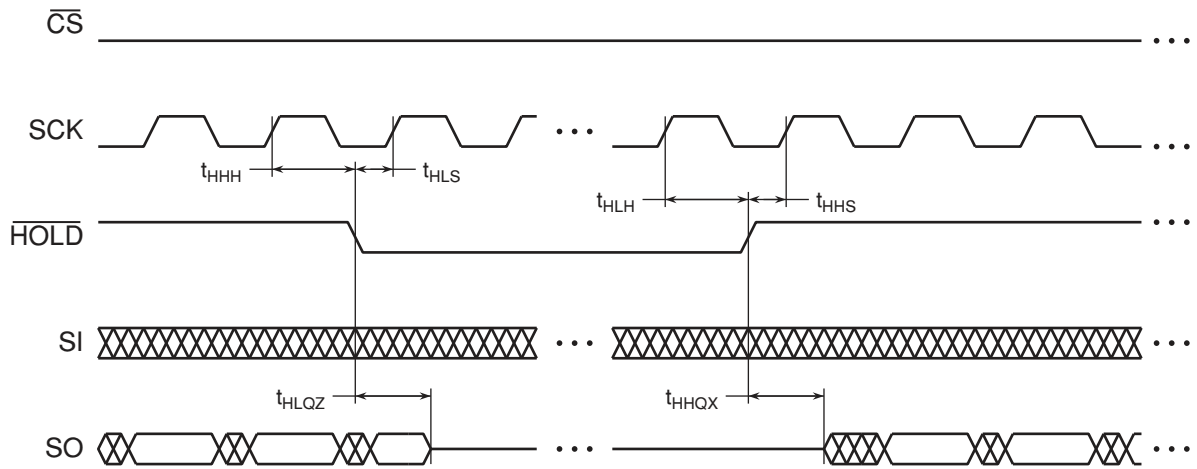 CS
SCK
tHHH
tHLS
tHLH
tHHS
HOLD
SI
tHLQZ
tHHQX
SO